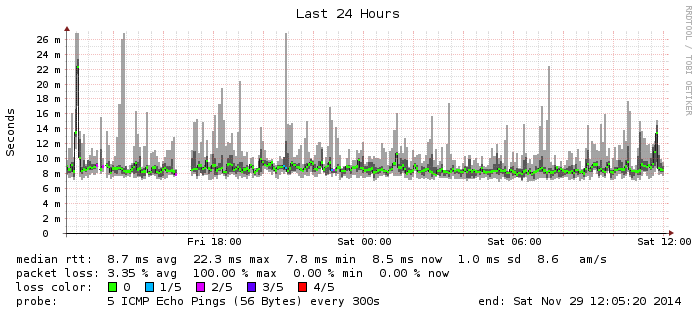 Last 24 Hours
RRDTOOL / TOBI OETIKER
Seconds
26 m
24 m
22 m
20 m
18 m
16 m
14 m
12 m
10 m
8 m
6 m
4 m
2 m
0
Fri 18:00 Sat 00:00 Sat 06:00 Sat 12:00
median rtt: 8.7 ms avg 22.3 ms max 7.8 ms min 8.5 ms now 1.0 ms sd 8.6 am/s
packet loss: 3.35 % avg 100.00 % max 0.00 % min 0.00 % now
loss color: 0 1/5 2/5 3/5 4/5
probe: 5 ICMP Echo Pings (56 Bytes) every 300s end: Sat Nov 29 12:05:20 2014